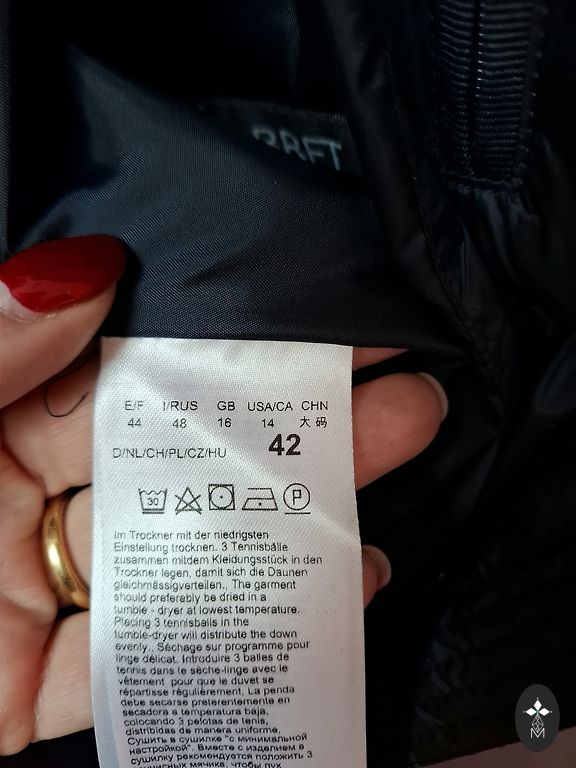 E/F I/RUS GB USA/CA CHN
44 48 16 14 大码
D/NL/CH/PL/CZ/HU 42
30 P
Im Trockner mit der niedrigsten
Einstellung trocknen. 3 Tennisbälle
zusammen mitdem Kleidungsstück in den
Trockner legen, damit sich die Daunen
gleichmässigverteilen., The garment
should preferably be dried in a
tumble - dryer at lowest temperature.
Placing 3 tennisballs in the
tumble-dryer will distribute the down
evenly., Séchage sur programme pour
linge délicat. Introduire 3 balles de
tennis dans le sèche-linge avec le
vêtement pour que le duvet se
répartisse régulièrement, La penda
debe secarse preterentemente en
secadora a temperatura baja,
colocando 3 pelotas de tenis,
distribidas de manera uniforme,
Сушить в сушилке "с минимальной
настройкой". Вместе с изделием в
сушилку рекомендуется положить 3
мячика, чтобы пух
M